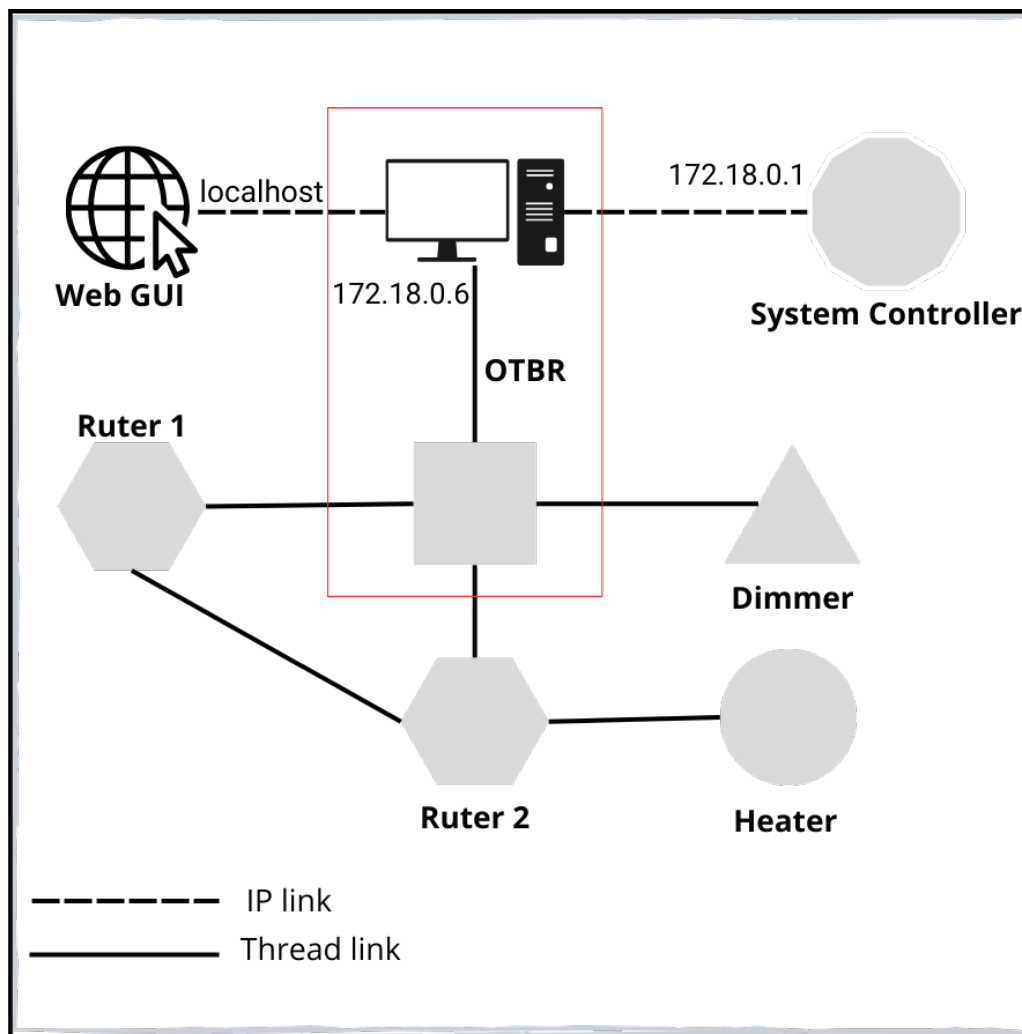 localhost
172.18.0.1
Web GUI
172.18.0.6
System Controller
OTBR
Ruter 1
Dimmer
Ruter 2
Heater
IP link
Thread link